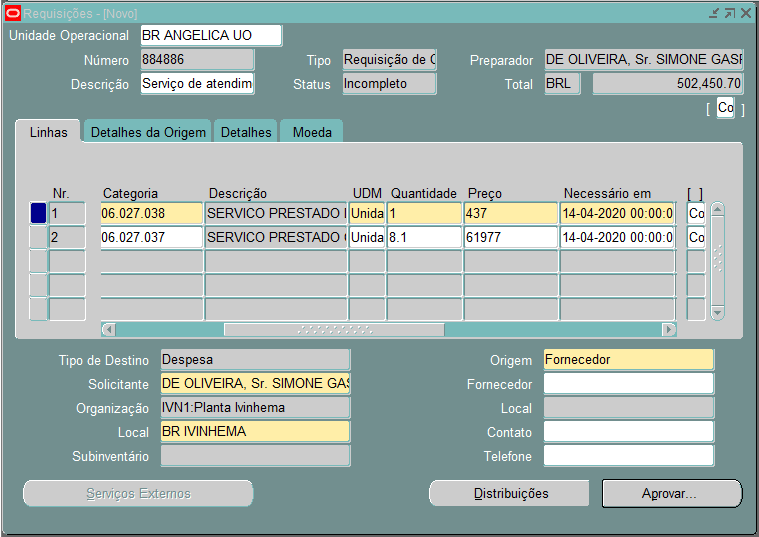 Requisições - [Novo]
Unidade Operacional BR ANGELICA UO
Número 884886 Tipo Requisição de C Preparador DE OLIVEIRA, Sr. SIMONE GASF
Descrição Serviço de atendim Status Incompleto Total BRL 502,450.70
[ Co ]
Linhas Detalhes da Origem Detalhes Moeda
Nr. Categoria Descrição UDM Quantidade Preço Necessário em [ ]
1 06.027.038 SERVICO PRESTADO Unida 1 437 14-04-2020 00:00:0 Co
2 06.027.037 SERVICO PRESTADO Unida 8.1 61977 14-04-2020 00:00:0 Co
Tipo de Destino Despesa Origem Fornecedor
Solicitante DE OLIVEIRA, Sr. SIMONE GAS Fornecedor
Organização IVN1:Planta Ivinhema Local
Local BR IVINHEMA Contato
Subinventário Telefone
Serviços Externos Distribuições Aprovar...